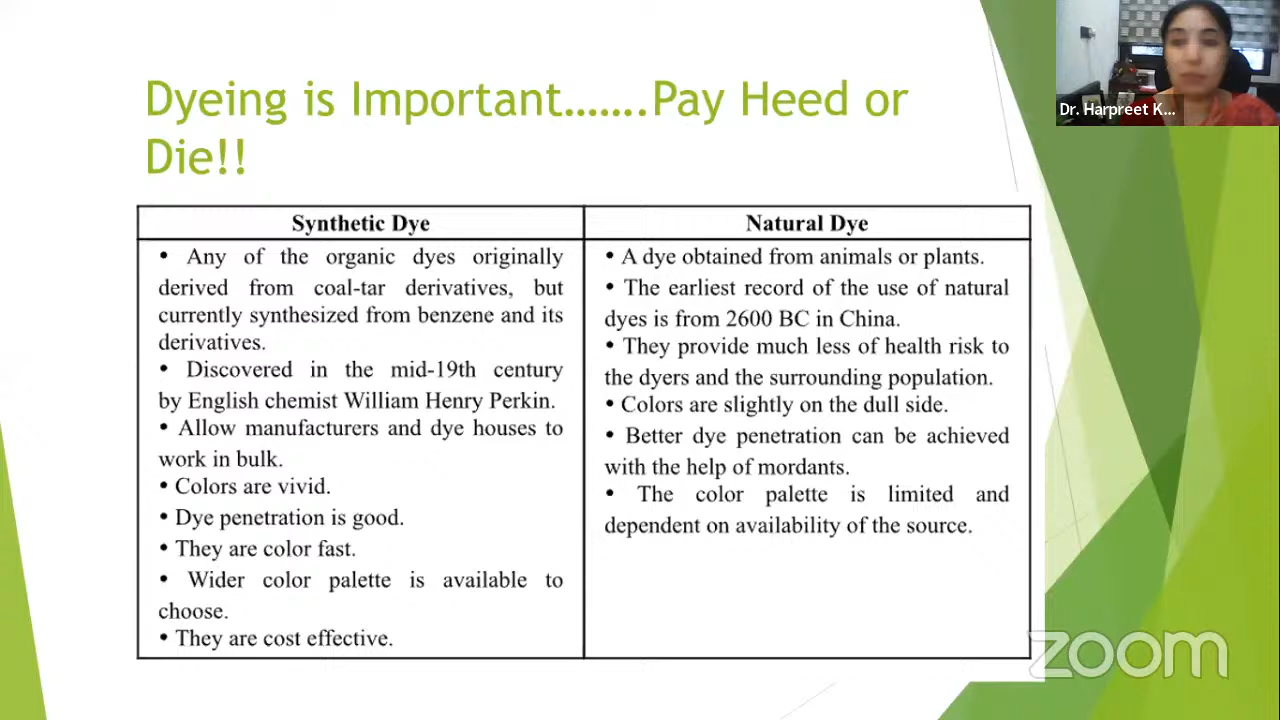 Dyeing is Important.......Pay Heed or
Die!!
Dr. Harpreet K...
Synthetic Dye
• Any of the organic dyes originally
derived from coal-tar derivatives, but
currently synthesized from benzene and its
derivatives.
• Discovered in the mid-19th century
by English chemist William Henry Perkin.
• Allow manufacturers and dye houses to
work in bulk.
• Colors are vivid.
• Dye penetration is good.
• They are color fast.
• Wider color palette is available to
choose.
• They are cost effective.
Natural Dye
• A dye obtained from animals or plants.
• The earliest record of the use of natural
dyes is from 2600 BC in China.
• They provide much less of health risk to
the dyers and the surrounding population.
• Colors are slightly on the dull side.
• Better dye penetration can be achieved
with the help of mordants.
• The color palette is limited and
dependent on availability of the source.
zoom